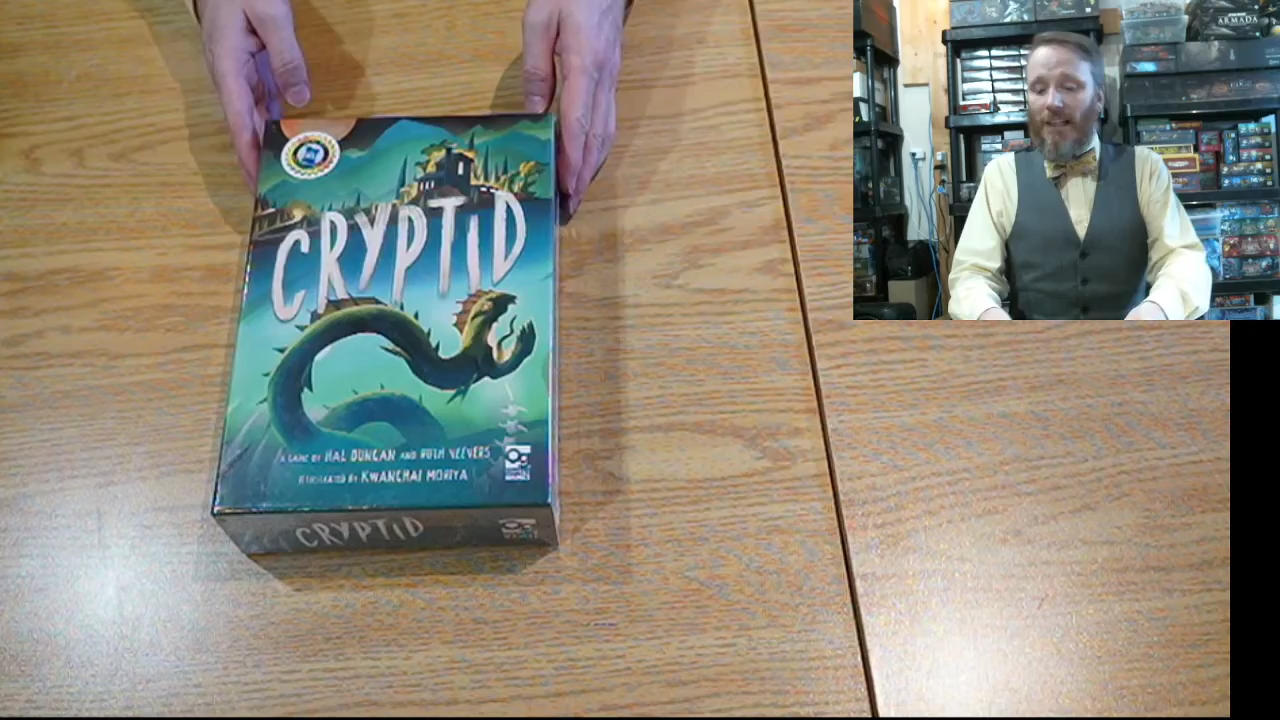 CRYPTID
A GAME BY HAL DUNCAN AND RUTH VEEVERS
ILLUSTRATED BY KWANCHAI MORIYA
CRYPTID
ARMADA